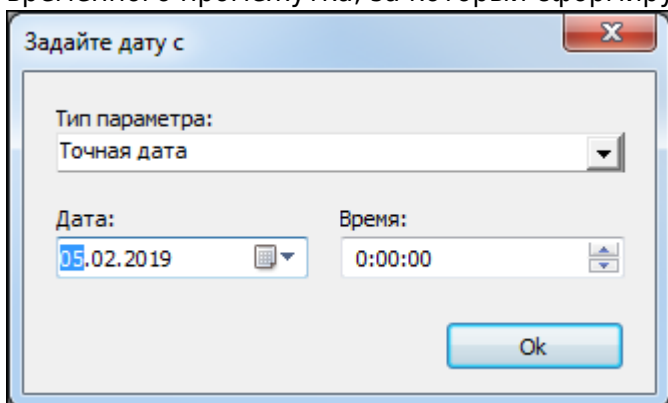 Задайте дату с
Тип параметра:
Точная дата
Дата: Время:
05.02.2019 0:00:00
Ok